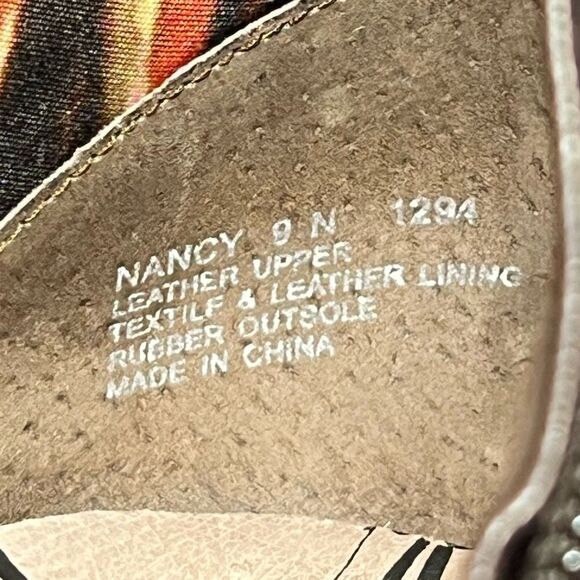 NANCY 9 N 1294
LEATHER UPPER
TEXTILE & LEATHER LINING
RUBBER OUTSOLE
MADE IN CHINA